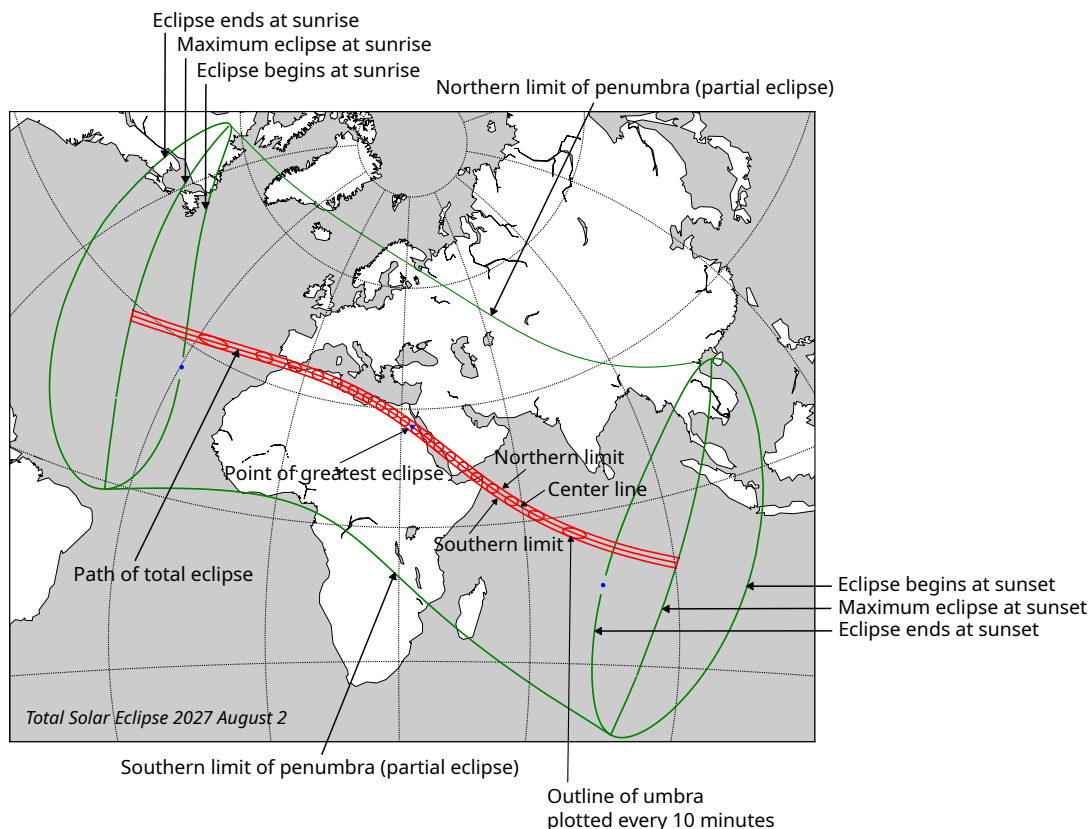 Eclipse ends at sunrise
Maximum eclipse at sunrise
Eclipse begins at sunrise
Northern limit of penumbra (partial eclipse)
Point of greatest eclipse
Northern limit
Center line
Southern limit
Path of total eclipse
Eclipse begins at sunset
Maximum eclipse at sunset
Eclipse ends at sunset
Total Solar Eclipse 2027 August 2
Southern limit of penumbra (partial eclipse)
Outline of umbra
plotted every 10 minutes